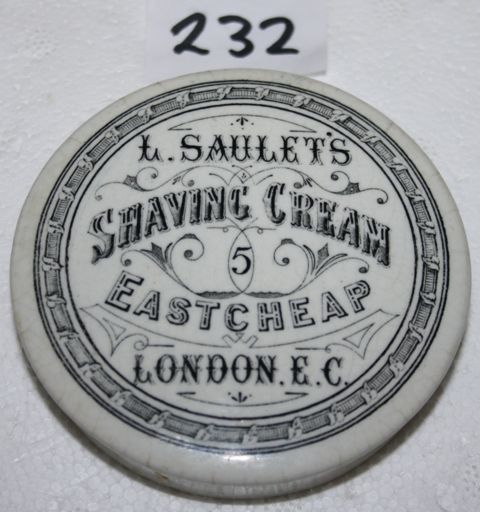 232
L. SAULET'S
SHAVING CREAM
5
EASTCHEAP
LONDON. E.C.